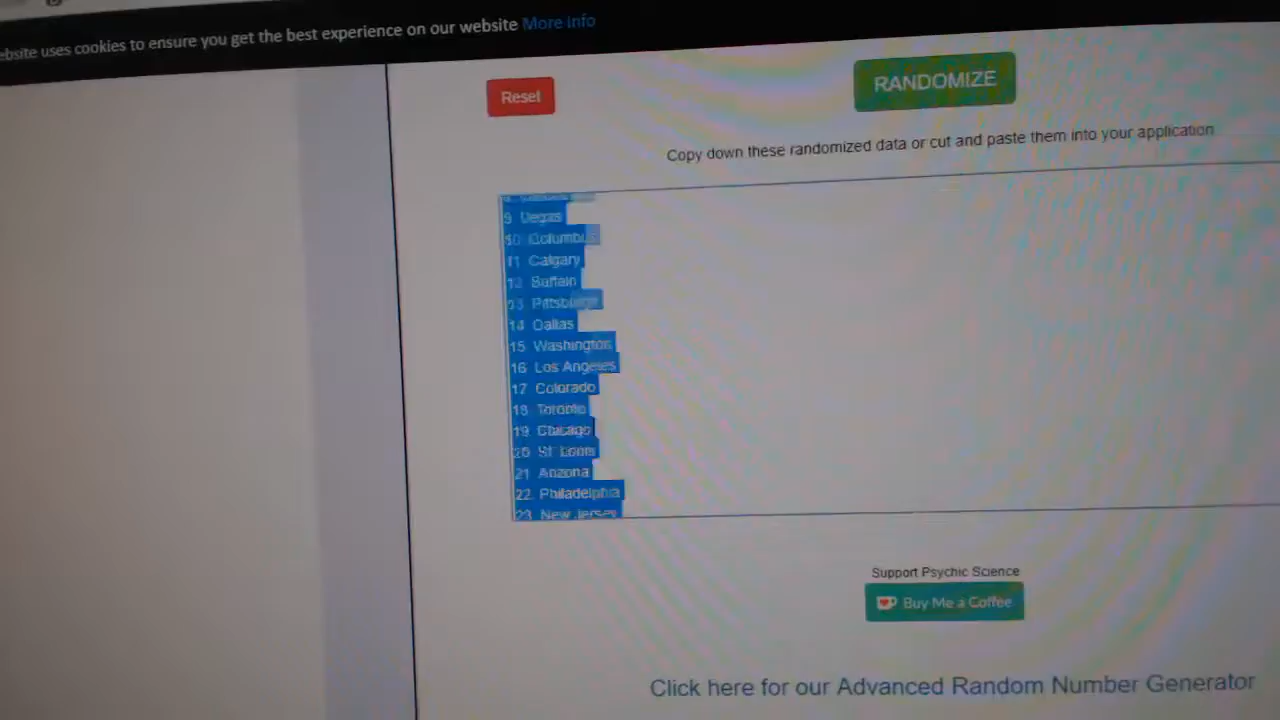 ebsite uses cookies to ensure you get the best experience on our website More info
Reset
RANDOMIZE
Copy down these randomized data or cut and paste them into your application
9. Vegas
10. Columbus
11. Calgary
12. Buffalo
13. Pittsburgh
14. Dallas
15. Washington
16. Los Angeles
17. Colorado
18. Toronto
19. Chicago
20. St. Louis
21. Arizona
22. Philadelphia
23. New Jersey
Support Psychic Science
Buy Me a Coffee
Click here for our Advanced Random Number Generator